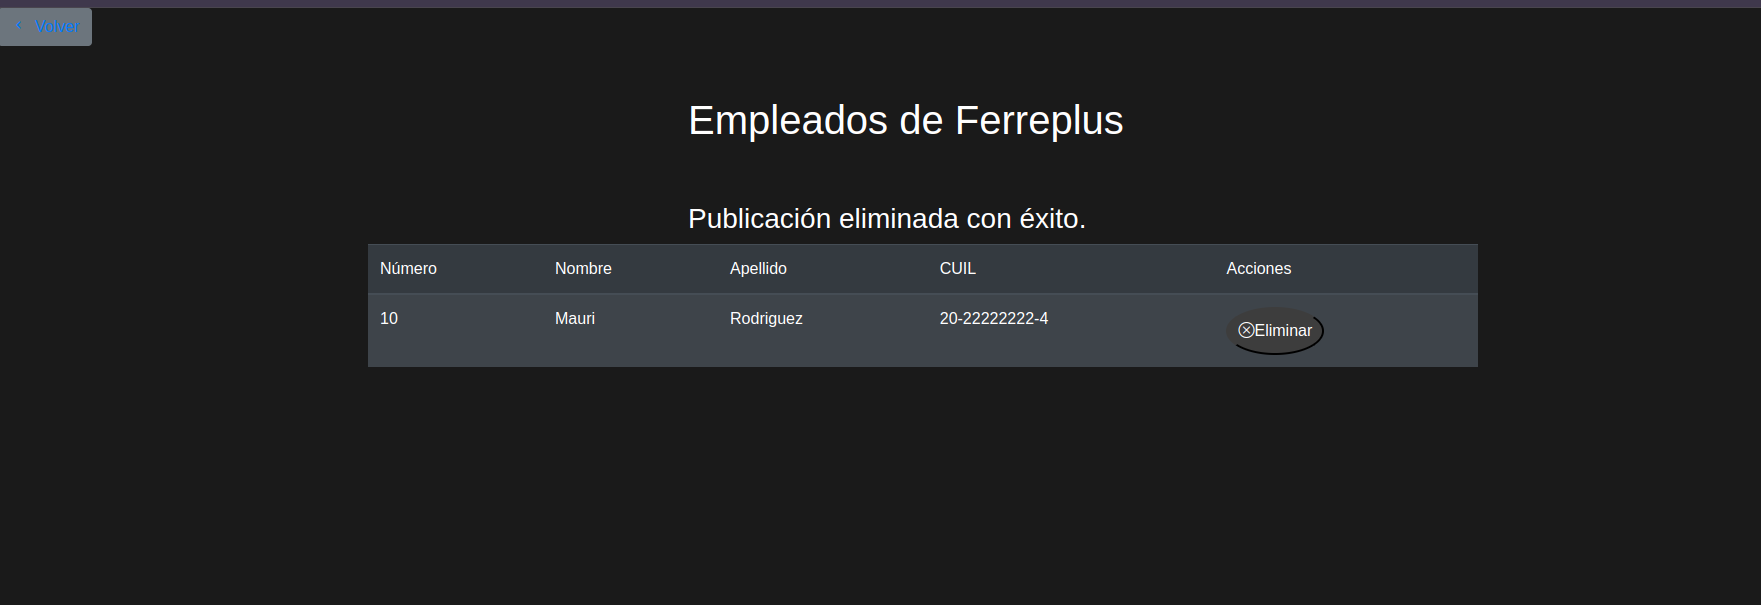 Volver
Empleados de Ferreplus
Publicación eliminada con éxito.
Número Nombre Apellido CUIL Acciones
10 Mauri Rodriguez 20-22222222-4 Eliminar